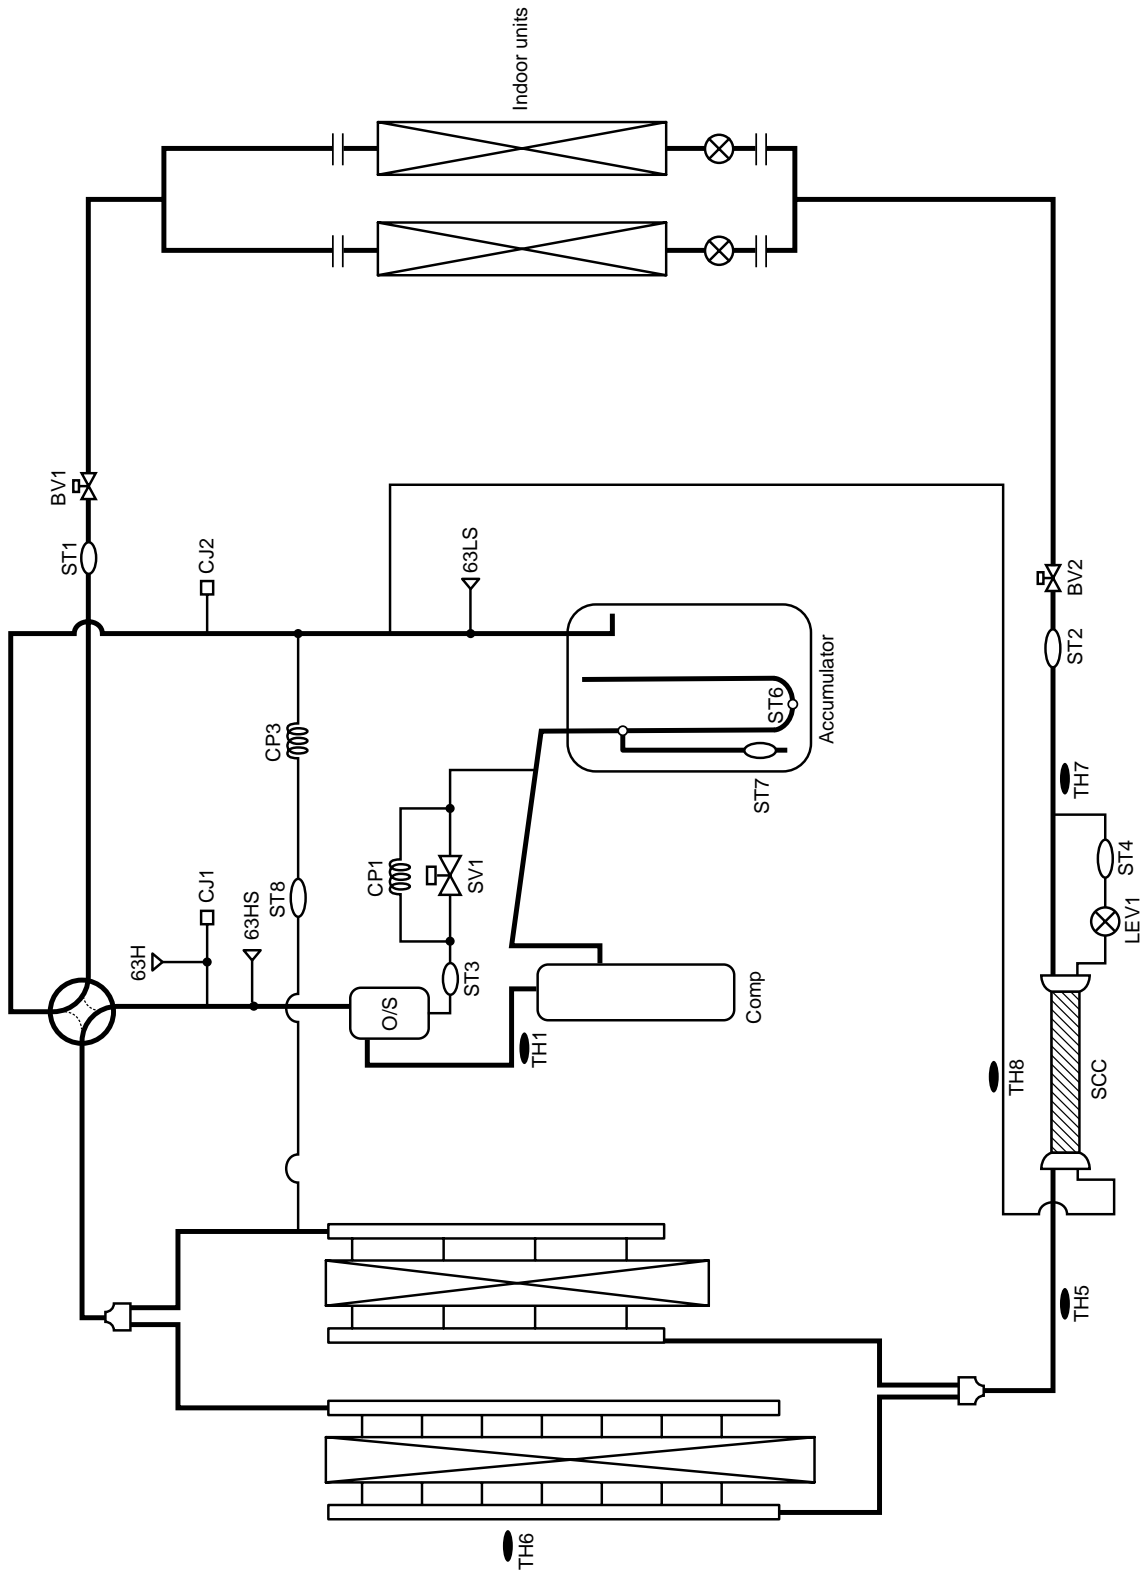 Indoor units
BV1
ST1
CJ2
63LS
BV2
ST2
Accumulator
ST6
CP3
ST7
TH7
CP1
SV1
ST8
CJ1
63HS
63H
ST4
LEV1
ST3
O/S
Comp
TH1
TH8
SCC
TH5
TH6